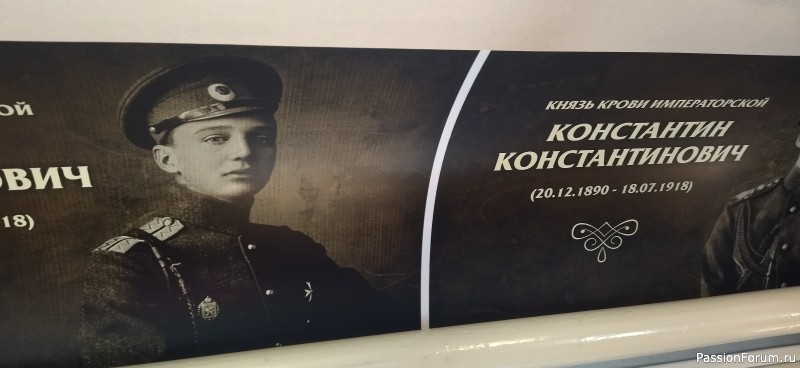 ОЙ
ОВИЧ
18)
КНЯЗЬ КРОВИ ИМПЕРАТОРСКОЙ
КОНСТАНТИН
КОНСТАНТИНОВИЧ
(20.12.1890 - 18.07.1918)
PassionForum.ru